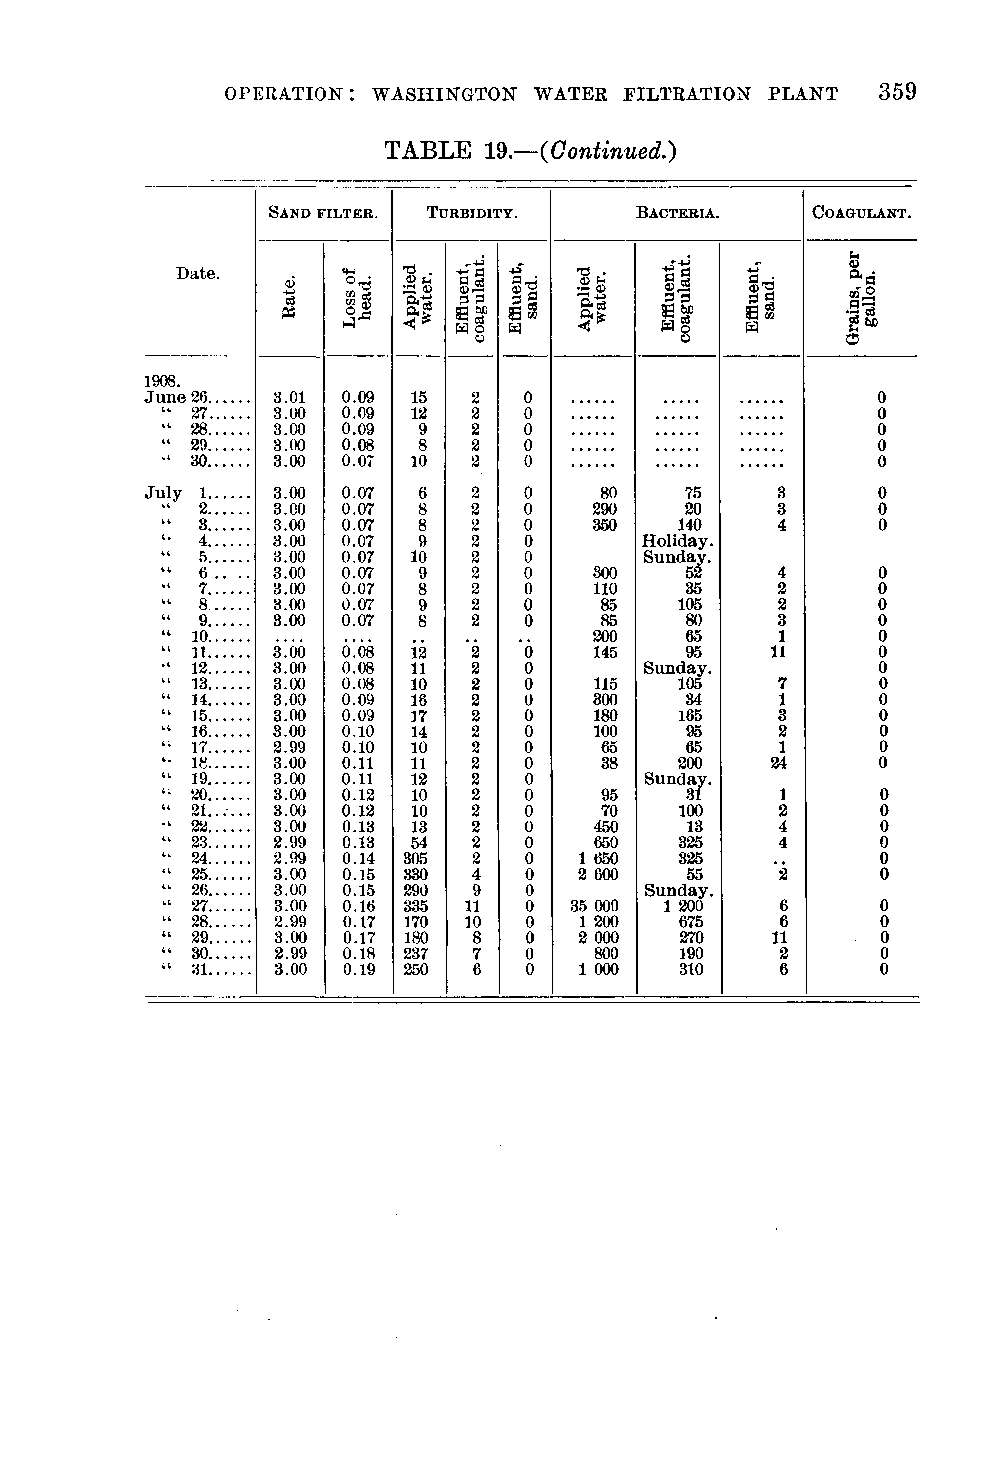 OPERATION: WASHINGTON WATER FILTRATION PLANT 359
TABLE 19.—(Continued.)
Date. SAND FILTER. TURBIDITY. BACTERIA. COAGULANT.
Rate. Loss of head. Applied water. Effluent, coagulant. Effluent, sand. Applied water. Effluent, coagulant. Effluent, sand. Grains, per gallon.
1908.
June 26...... 3.01 0.09 15 2 0 ...... ..... ...... 0
“ 27...... 3.00 0.09 12 2 0 ...... ...... ...... 0
“ 28...... 3.00 0.09 9 2 0 ...... ...... ...... 0
“ 29...... 3.00 0.08 8 2 0 ...... ...... ...... 0
“ 30...... 3.00 0.07 10 2 0 ...... ...... ...... 0
July 1...... 3.00 0.07 6 2 0 80 75 3 0
“ 2...... 3.00 0.07 8 2 0 290 20 3 0
“ 3...... 3.00 0.07 8 2 0 350 140 4 0
“ 4...... 3.00 0.07 9 2 0 Holiday.
“ 5...... 3.00 0.07 10 2 0 Sunday.
“ 6 ..... 3.00 0.07 9 2 0 300 52 4 0
“ 7...... 3.00 0.07 8 2 0 110 35 2 0
“ 8...... 3.00 0.07 9 2 0 85 105 2 0
“ 9...... 3.00 0.07 8 2 0 85 80 3 0
“ 10...... .... .... .. .. .. 200 65 1 0
“ 11...... 3.00 0.08 12 2 0 145 95 11 0
“ 12...... 3.00 0.08 11 2 0 Sunday. 0
“ 13...... 3.00 0.08 10 2 0 115 105 7 0
“ 14...... 3.00 0.09 16 2 0 300 34 1 0
“ 15...... 3.00 0.09 17 2 0 180 165 3 0
“ 16...... 3.00 0.10 14 2 0 100 95 2 0
“ 17...... 2.99 0.10 10 2 0 65 65 1 0
“ 18...... 3.00 0.11 11 2 0 38 200 24 0
“ 19...... 3.00 0.11 12 2 0 Sunday.
“ 20...... 3.00 0.12 10 2 0 95 31 1 0
“ 21...... 3.00 0.12 10 2 0 70 100 2 0
“ 22...... 3.00 0.13 13 2 0 450 13 4 0
“ 23...... 2.99 0.13 54 2 0 650 325 4 0
“ 24...... 2.99 0.14 305 2 0 1 650 325 .. 0
“ 25...... 3.00 0.15 330 4 0 2 600 55 2 0
“ 26...... 3.00 0.15 290 9 0 Sunday.
“ 27...... 3.00 0.16 335 11 0 35 000 1 200 6 0
“ 28...... 2.99 0.17 170 10 0 1 200 675 6 0
“ 29...... 3.00 0.17 180 8 0 2 000 270 11 0
“ 30...... 2.99 0.18 237 7 0 800 190 2 0
“ 31...... 3.00 0.19 250 6 0 1 000 310 6 0